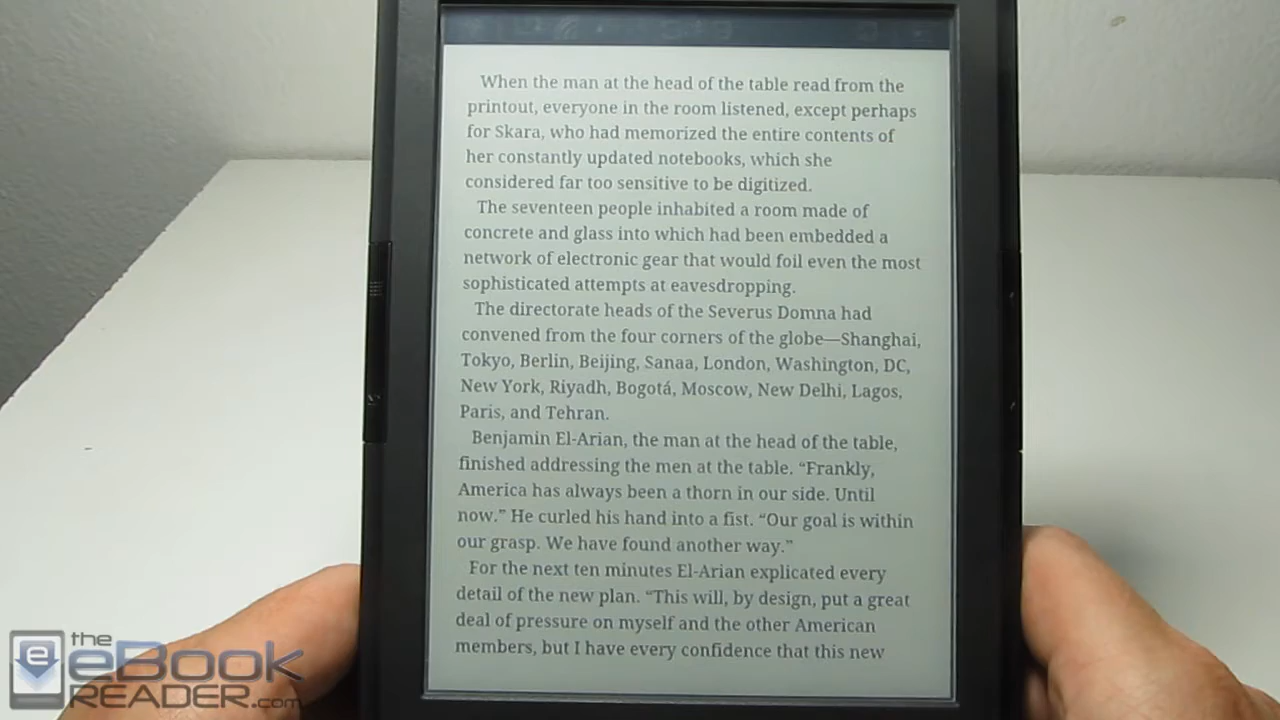 When the man at the head of the table read from the
printout, everyone in the room listened, except perhaps
for Skara, who had memorized the entire contents of
her constantly updated notebooks, which she
considered far too sensitive to be digitized.
The seventeen people inhabited a room made of
concrete and glass into which had been embedded a
network of electronic gear that would foil even the most
sophisticated attempts at eavesdropping.
The directorate heads of the Severus Domna had
convened from the four corners of the globe—Shanghai,
Tokyo, Berlin, Beijing, Sanaa, London, Washington, DC,
New York, Riyadh, Bogotá, Moscow, New Delhi, Lagos,
Paris, and Tehran.
Benjamin El-Arian, the man at the head of the table,
finished addressing the men at the table. “Frankly,
America has always been a thorn in our side. Until
now.” He curled his hand into a fist. “Our goal is within
our grasp. We have found another way.”
For the next ten minutes El-Arian explicated every
detail of the new plan. “This will, by design, put a great
deal of pressure on myself and the other American
members, but I have every confidence that this new
e the
eBook
READER.com